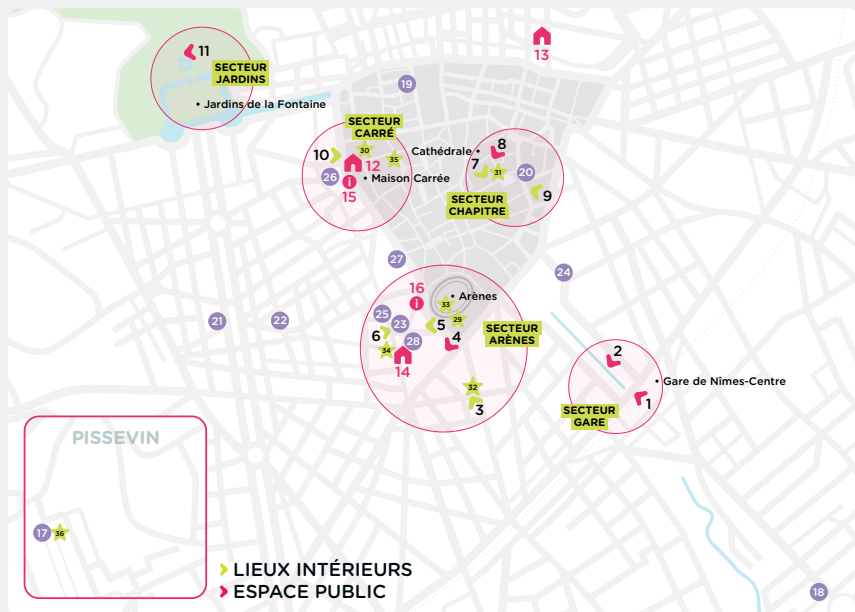 11
SECTEUR
JARDINS
• Jardins de la Fontaine
13
19
SECTEUR
CARRÉ
30
35
10
12
26
• Maison Carrée
i
15
Cathédrale •
8
7
31
20
9
SECTEUR
CHAPITRE
27
24
21
22
16
i
• Arènes
33
29
25
23
5
6
28
4
34
14
SECTEUR
ARÈNES
32
3
2
• Gare de Nîmes-Centre
1
SECTEUR
GARE
PISSEVIN
17
36
18
> LIEUX INTÉRIEURS
> ESPACE PUBLIC